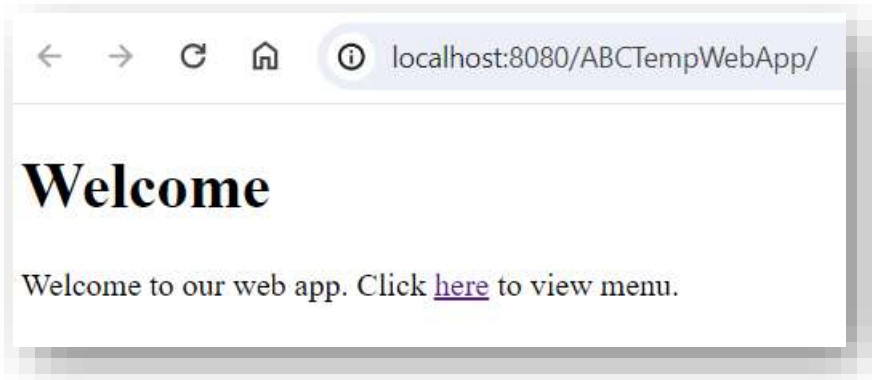 localhost:8080/ABCTempWebApp/
Welcome
Welcome to our web app. Click here to view menu.